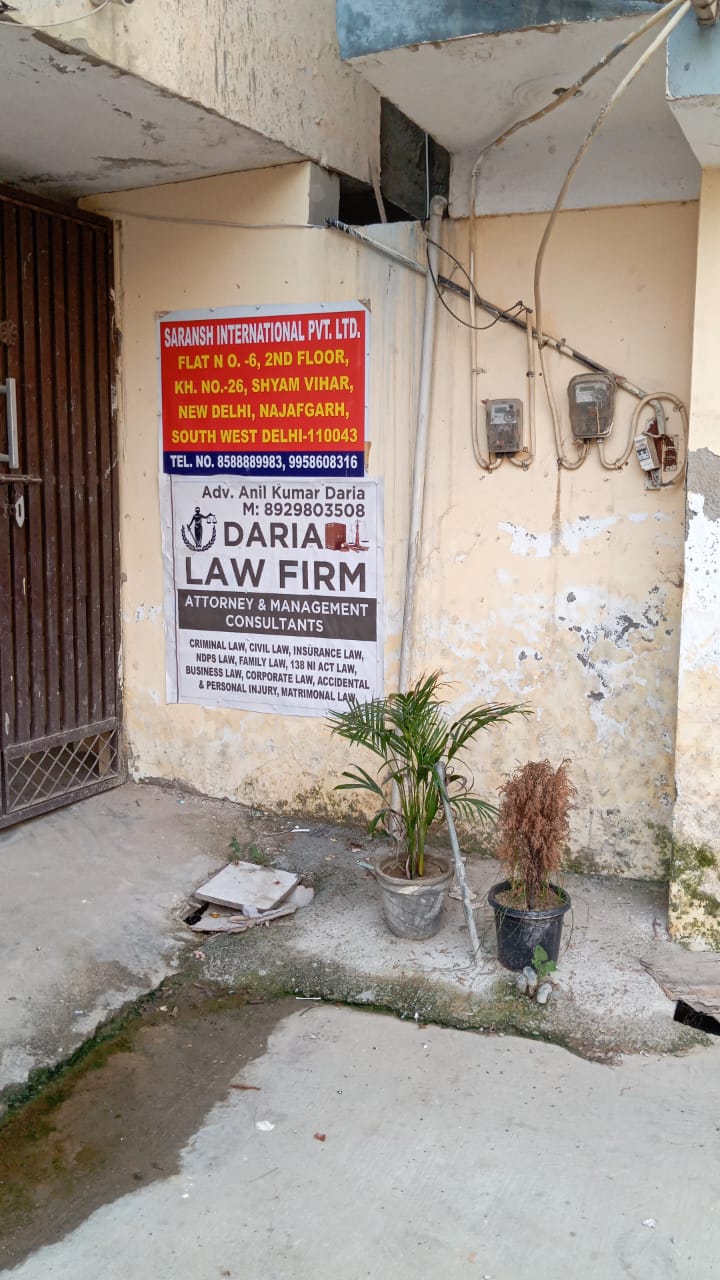 SARANSH INTERNATIONAL PVT. LTD.
FLAT N O. -6, 2ND FLOOR,
KH. NO.-26, SHYAM VIHAR,
NEW DELHI, NAJAFGARH,
SOUTH WEST DELHI-110043
TEL. NO. 8588889983, 9958608316
Adv. Anil Kumar Daria
M: 8929803508
DARIA
LAW FIRM
ATTORNEY & MANAGEMENT
CONSULTANTS
CRIMINAL LAW, CIVIL LAW, INSURANCE LAW,
NDPS LAW, FAMILY LAW, 138 NI ACT LAW,
BUSINESS LAW, CORPORATE LAW, ACCIDENTAL
& PERSONAL INJURY, MATRIMONAL LAW